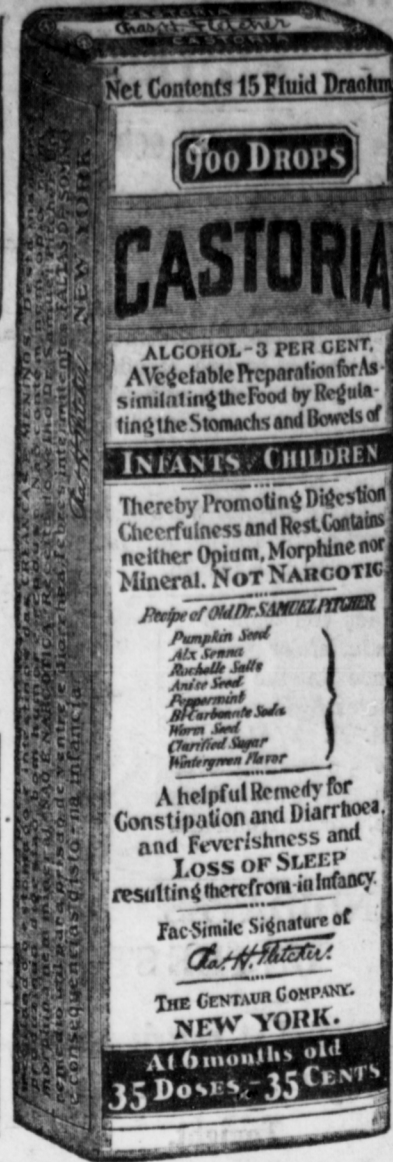 CASTORIA
Chas. H. Fletcher
CASTORIA
Net Contents 15 Fluid Drachm
900 DROPS
CASTORIA
ALCOHOL-3 PER CENT.
A Vegetable Preparation for As-
similating the Food by Regula-
ting the Stomachs and Bowels of
INFANTS CHILDREN
Thereby Promoting Digestion
Cheerfulness and Rest. Contains
neither Opium, Morphine nor
Mineral. NOT NARCOTIC
Recipe of Old Dr. SAMUEL PITCHER
Pumpkin Seed
Alx Senna
Rochelle Salts
Anise Seed
Peppermint
Bi-Carbonate Soda
Worm Seed
Clarified Sugar
Wintergreen Flavor
A helpful Remedy for
Constipation and Diarrhoea,
and Feverishness and
LOSS OF SLEEP
resulting therefrom-in Infancy.
Fac-Simile Signature of
Chas. H. Fletcher.
THE CENTAUR COMPANY.
NEW YORK.
At 6 months old
35 DOSES - 35 CENTS
Chas. H. Fletcher NEW YORK.